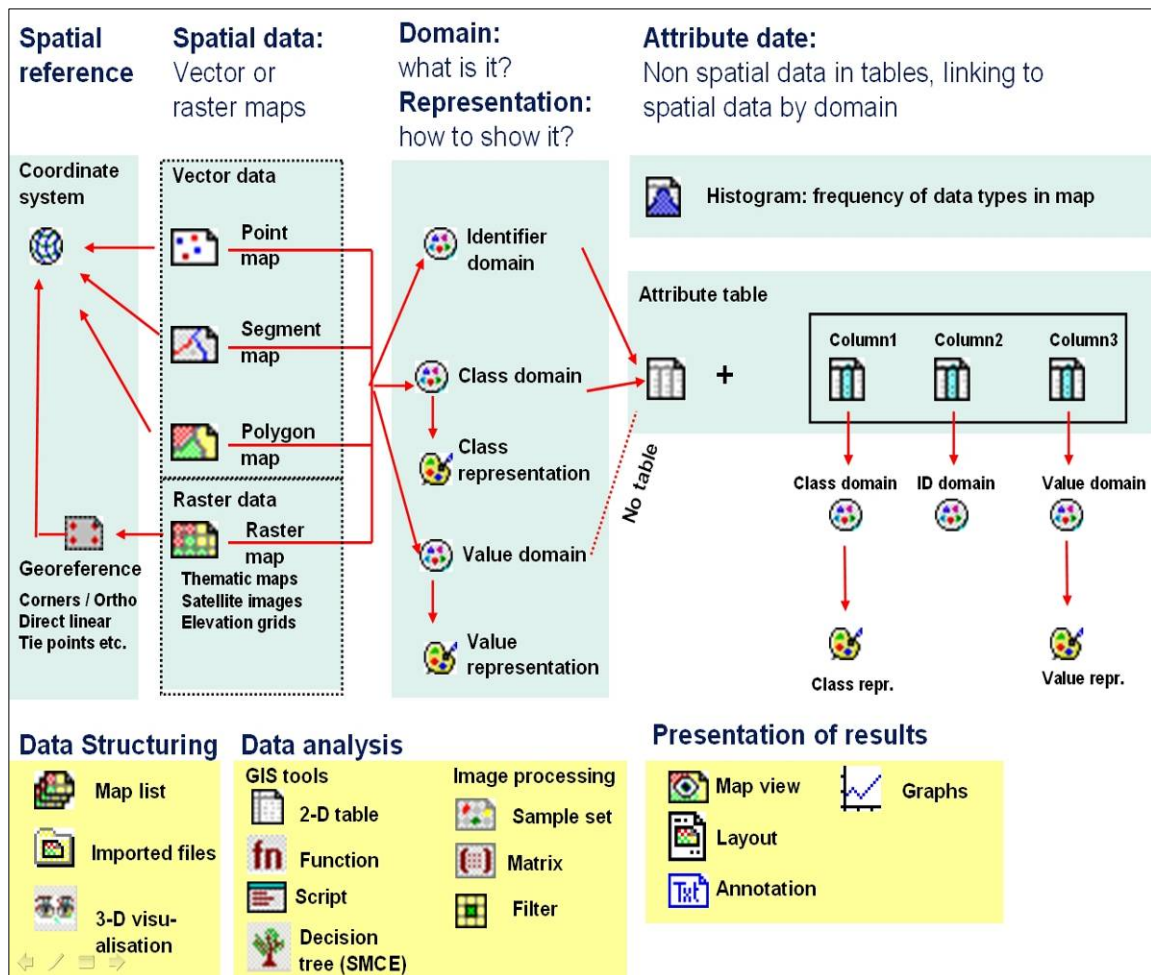 Spatial
reference
Spatial data:
Vector or
raster maps
Domain:
what is it?
Representation:
how to show it?
Attribute date:
Non spatial data in tables, linking to
spatial data by domain
Coordinate
system
Georeference
Corners / Ortho
Direct linear
Tie points etc.
Vector data
Point
map
Segment
map
Polygon
map
Raster data
Raster
map
Thematic maps
Satellite images
Elevation grids
Identifier
domain
Class domain
Class
representation
Value domain
Value
representation
No table
Histogram: frequency of data types in map
Attribute table
+
Column1
Column2
Column3
Class domain
ID domain
Value domain
Class repr.
Value repr.
Data Structuring
Map list
Imported files
3-D visu-
alisation
Data analysis
GIS tools
2-D table
fn
Function
Script
Decision
tree (SMCE)
Image processing
Sample set
Matrix
Filter
Presentation of results
Map view
Graphs
Layout
Txt
Annotation